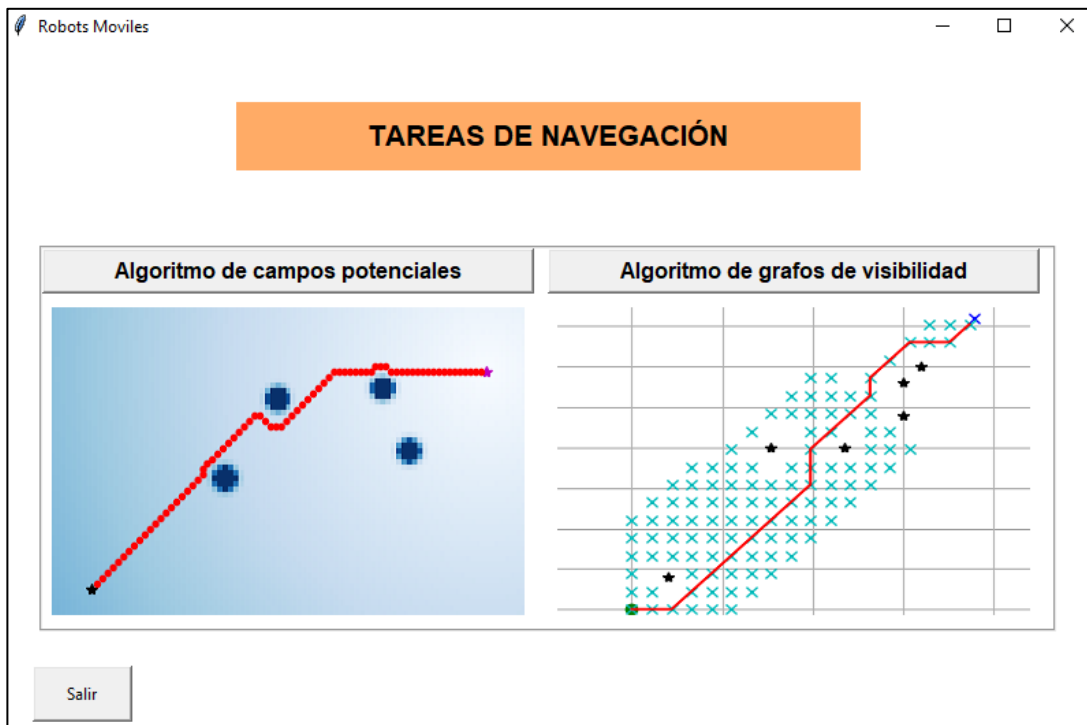 Robots Moviles
TAREAS DE NAVEGACIÓN
Algoritmo de campos potenciales
Algoritmo de grafos de visibilidad
Salir